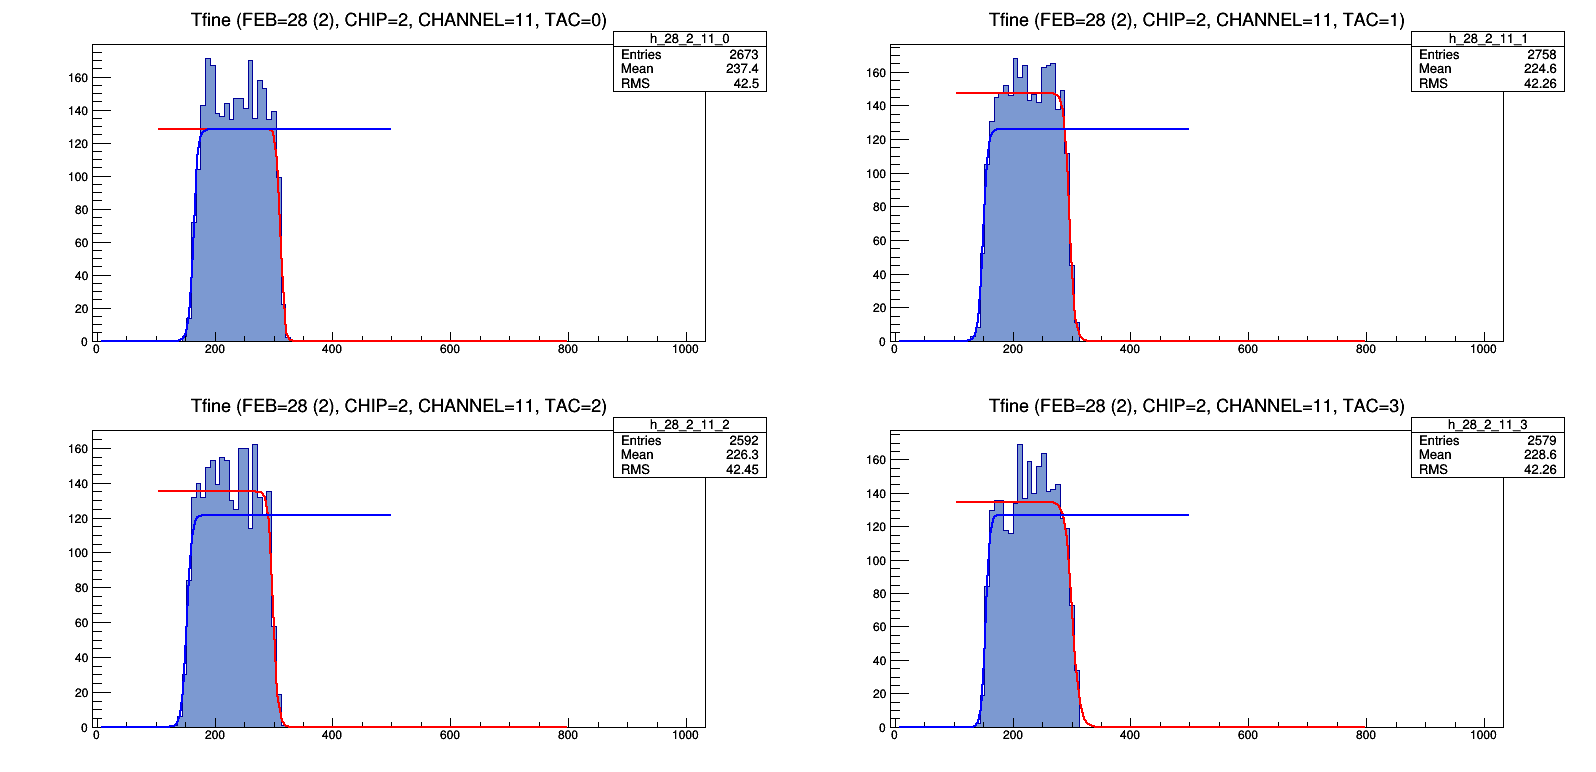 Tfine (FEB=28 (2), CHIP=2, CHANNEL=11, TAC=0)
h_28_2_11_0
Entries 2673
Mean 237.4
RMS 42.5
160
140
120
100
80
60
40
20
0
0 200 400 600 800 1000
Tfine (FEB=28 (2), CHIP=2, CHANNEL=11, TAC=1)
h_28_2_11_1
Entries 2758
Mean 224.6
RMS 42.26
160
140
120
100
80
60
40
20
0
0 200 400 600 800 1000
Tfine (FEB=28 (2), CHIP=2, CHANNEL=11, TAC=2)
h_28_2_11_2
Entries 2592
Mean 226.3
RMS 42.45
160
140
120
100
80
60
40
20
0
0 200 400 600 800 1000
Tfine (FEB=28 (2), CHIP=2, CHANNEL=11, TAC=3)
h_28_2_11_3
Entries 2579
Mean 228.6
RMS 42.26
160
140
120
100
80
60
40
20
0
0 200 400 600 800 1000